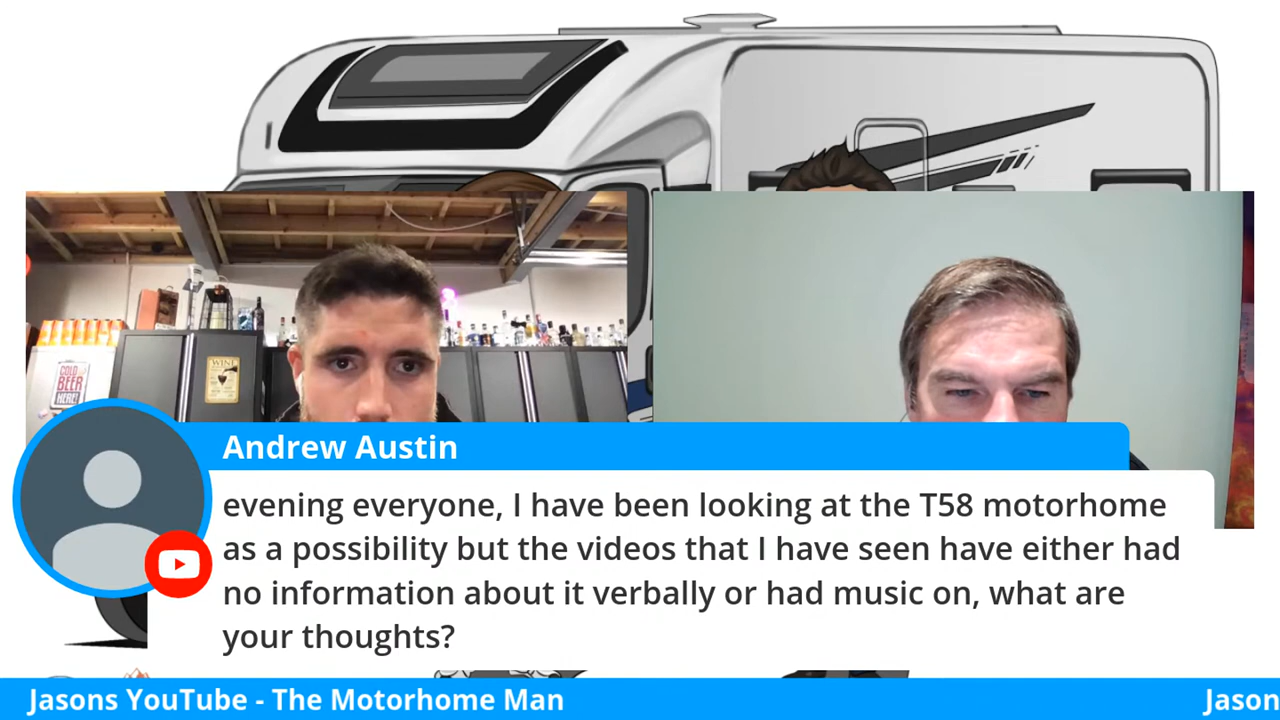 COLD
BEER
HERE!
WINE
Andrew Austin
evening everyone, I have been looking at the T58 motorhome
as a possibility but the videos that I have seen have either had
no information about it verbally or had music on, what are
your thoughts?
Jasons YouTube - The Motorhome Man
Jason